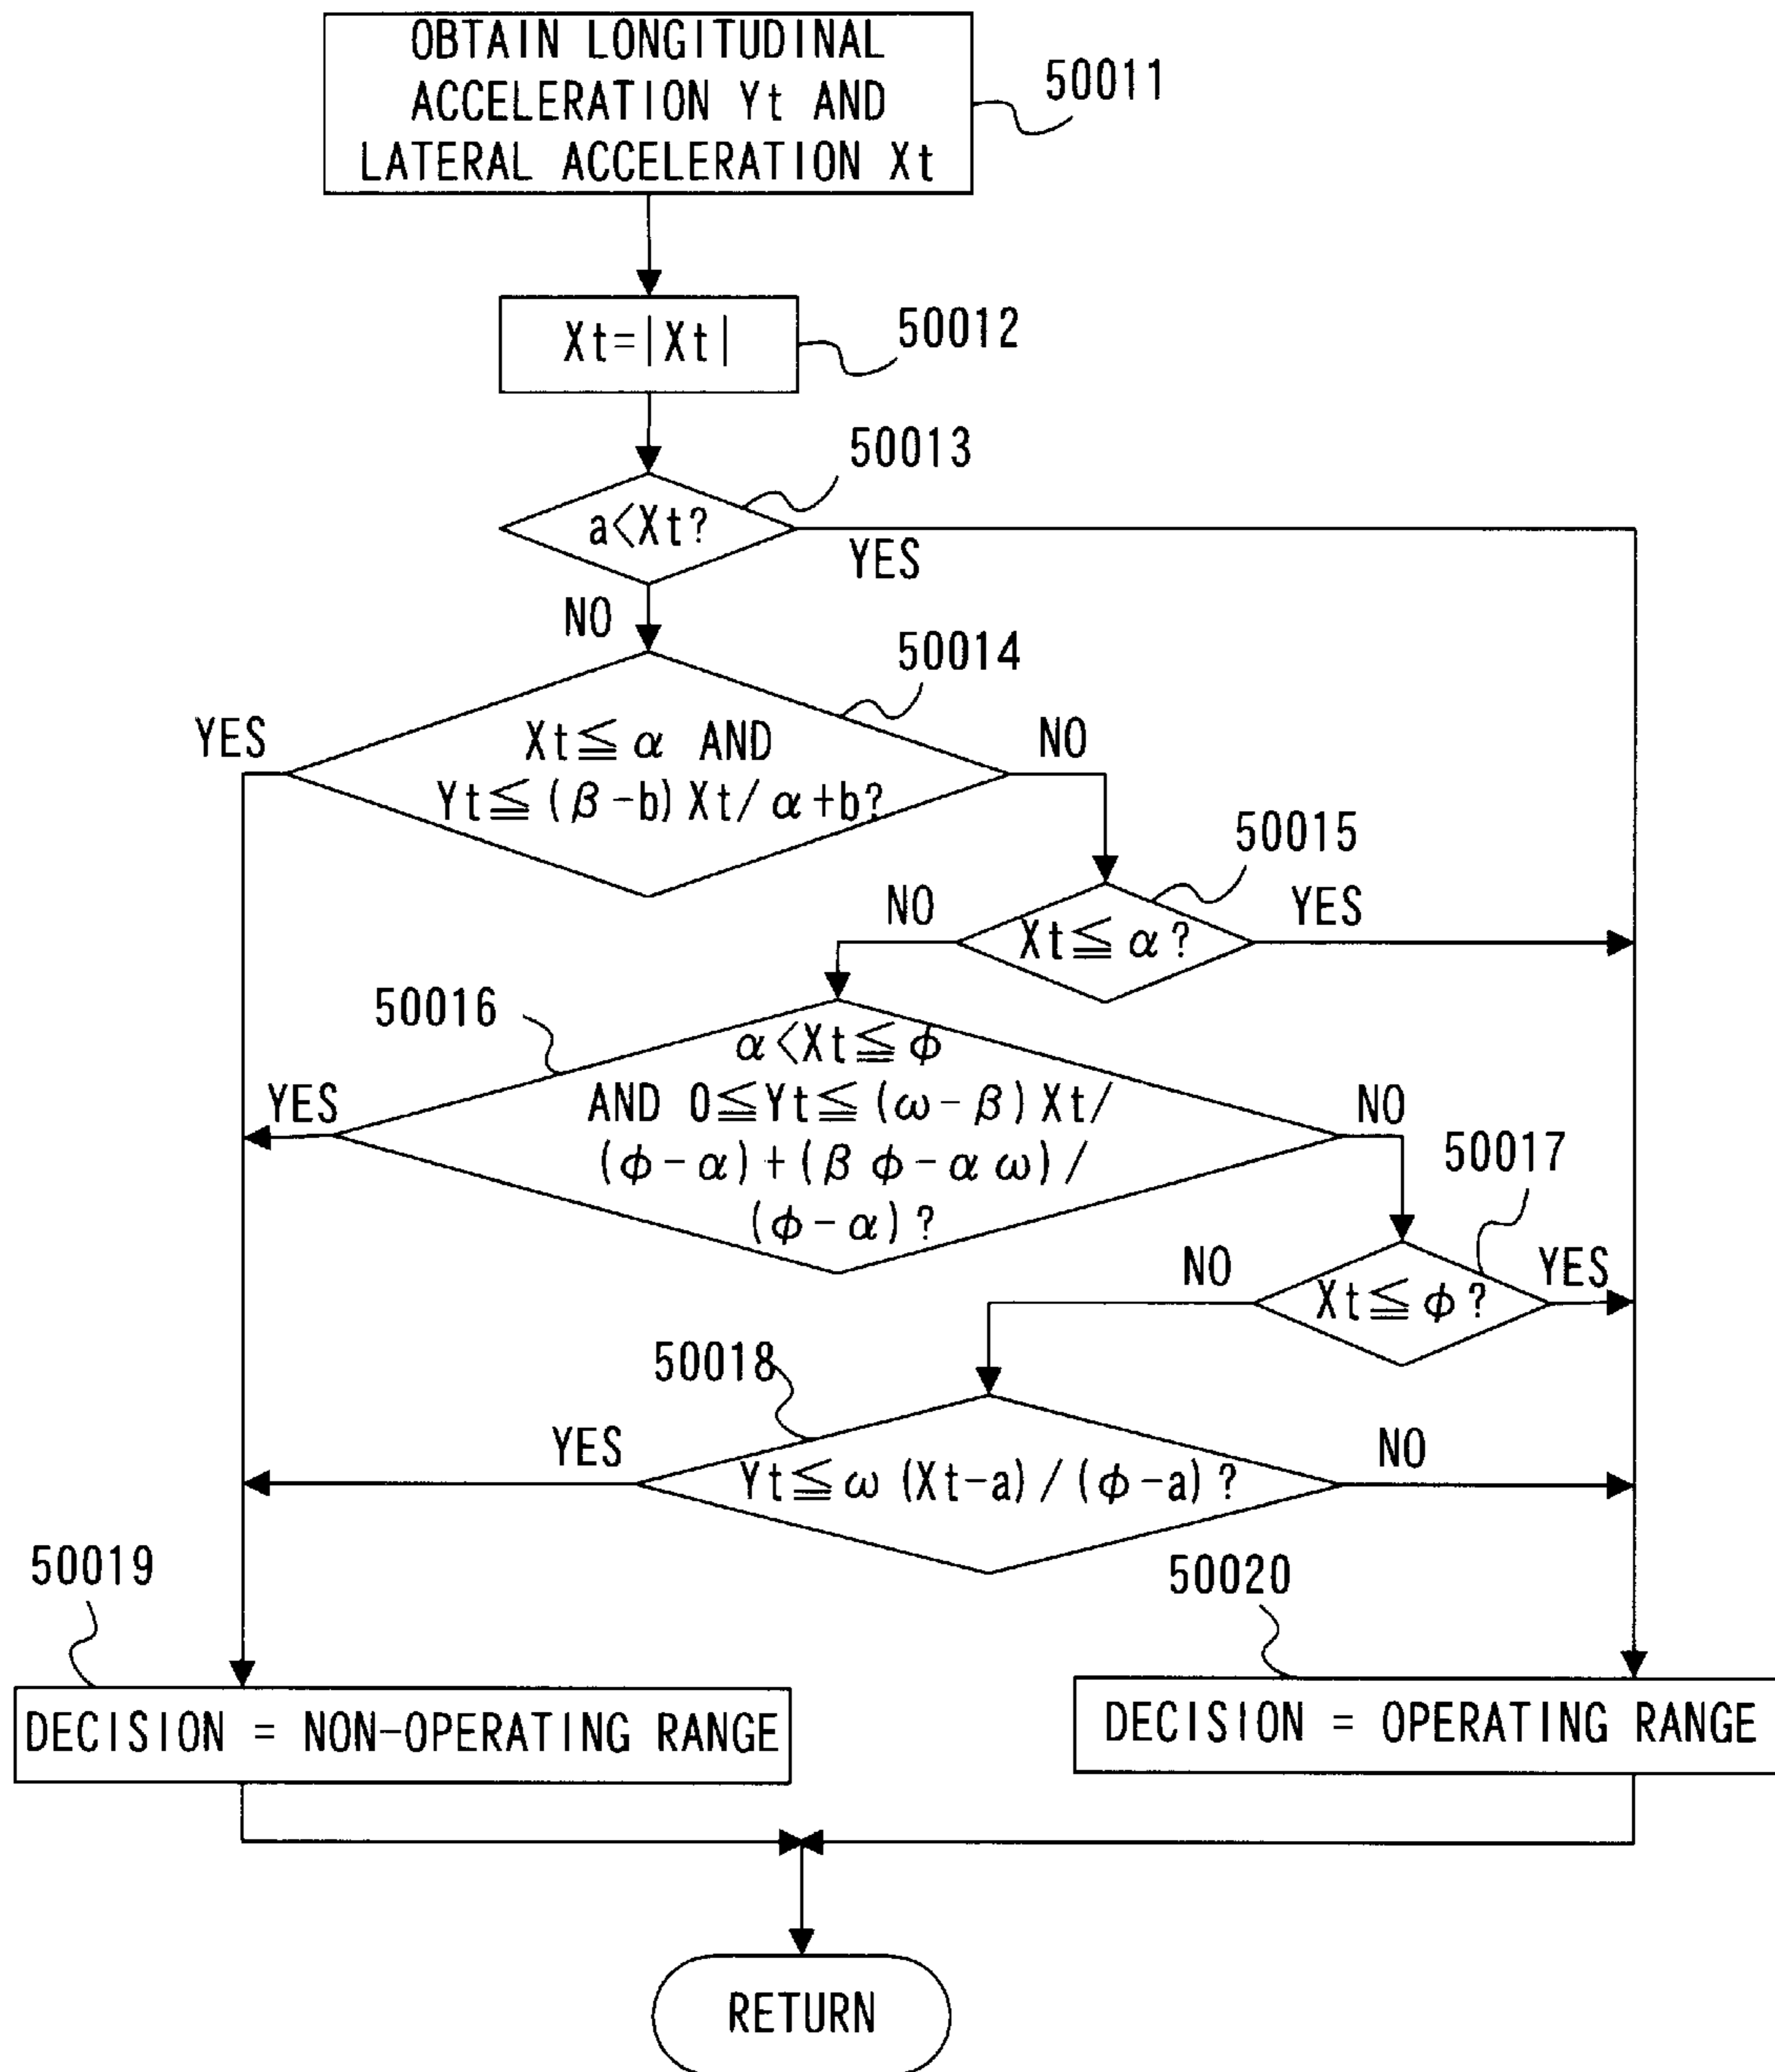 OBTAIN LONGITUDINAL
ACCELERATION Yt AND
LATERAL ACCELERATION Xt
50011
Xt=|Xt|
50012
50013
a<Xt?
YES
NO
50014
YES
Xt≦α AND
Yt≦(β-b)Xt/α+b?
NO
50015
NO
Xt≦α?
YES
50016
α<Xt≦φ
AND 0≦Yt≦(ω-β)Xt/
(φ-α)+(βφ-αω)/
(φ-α)?
YES
NO
50017
NO
Xt≦φ?
YES
50018
YES
Yt≦ω(Xt-a)/(φ-a)?
NO
50019
50020
DECISION = NON-OPERATING RANGE
DECISION = OPERATING RANGE
RETURN